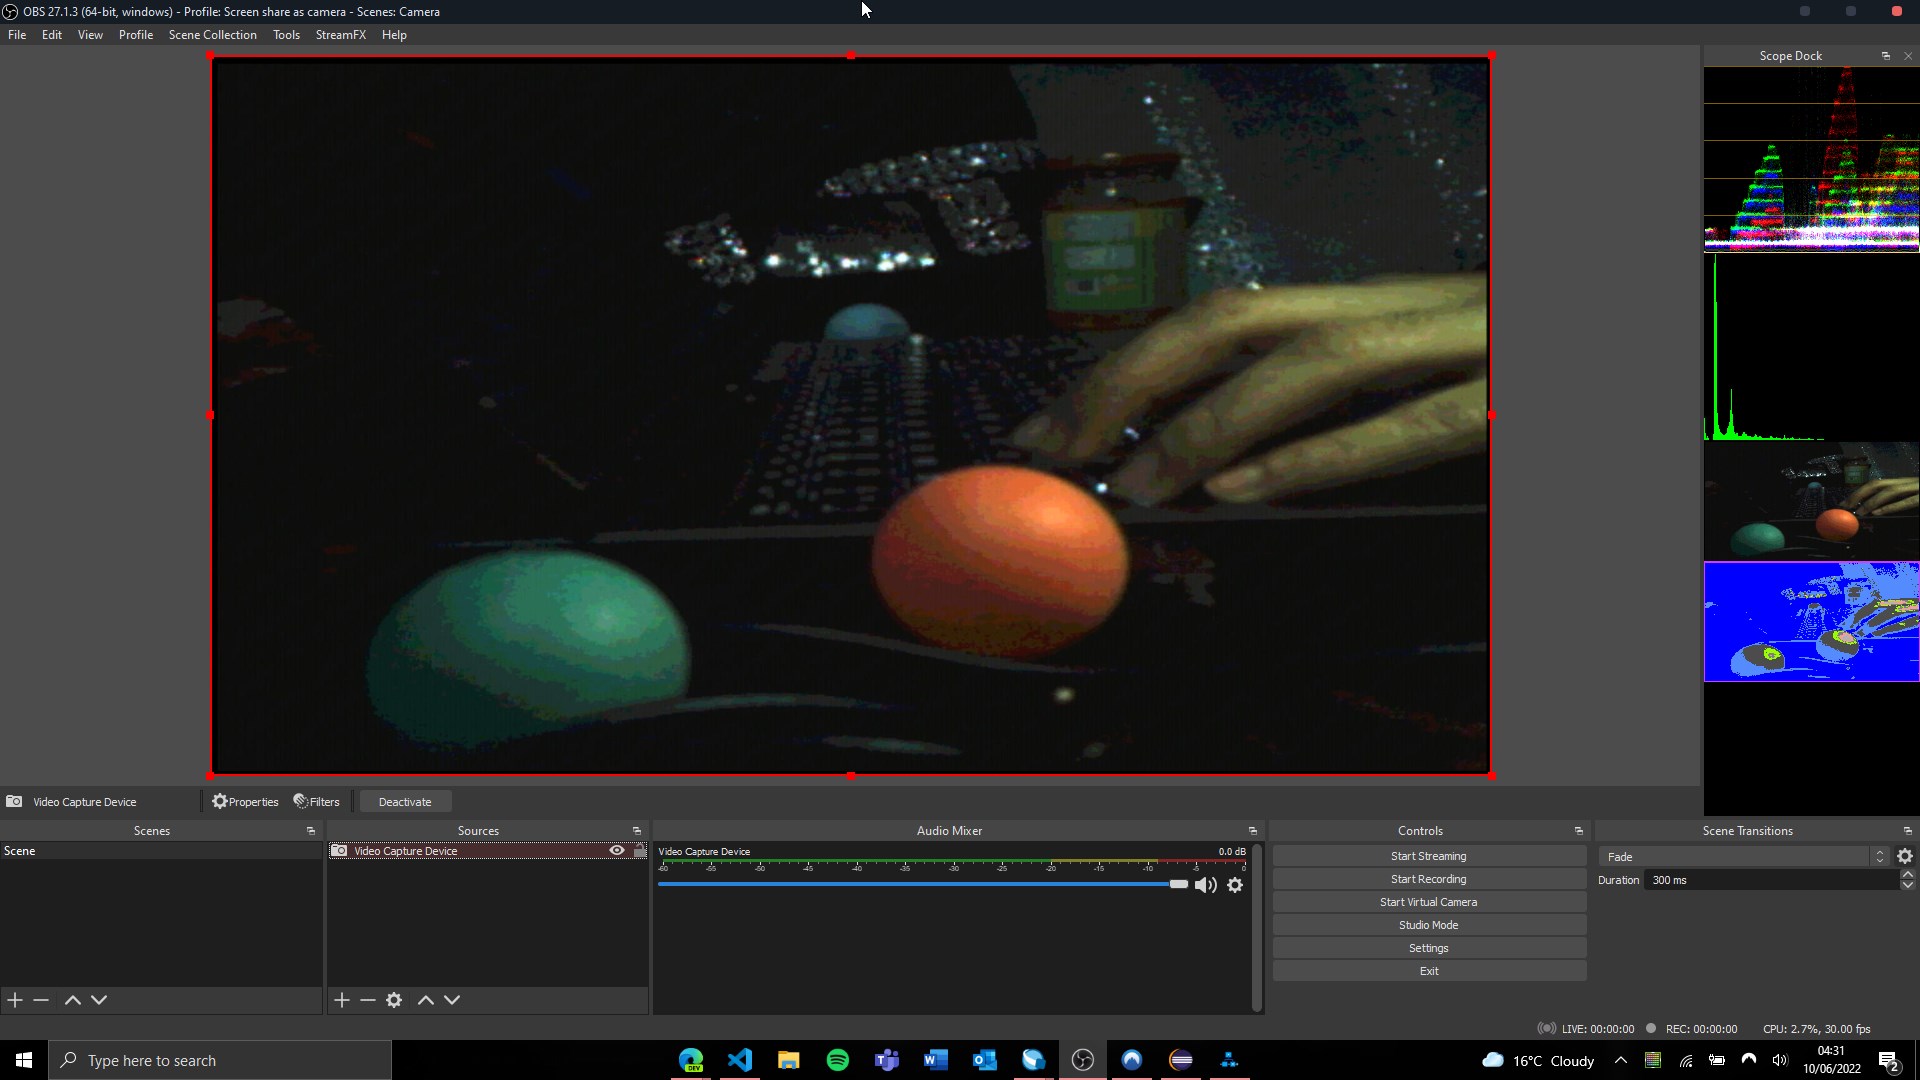 OBS 27.1.3 (64-bit, windows) - Profile: Screen share as camera - Scenes: Camera
File Edit View Profile Scene Collection Tools StreamFX Help
Scope Dock
Video Capture Device Properties Filters Deactivate
Scenes Sources Audio Mixer Controls Scene Transitions
Scene
Video Capture Device
Video Capture Device 0.0 dB
-60 -55 -50 -45 -40 -35 -30 -25 -20 -15 -10 -5 0
Start Streaming
Start Recording
Start Virtual Camera
Studio Mode
Settings
Exit
Fade
Duration 300 ms
LIVE: 00:00:00 REC: 00:00:00 CPU: 2.7%, 30.00 fps
Type here to search
DEV
16°C Cloudy
04:31
10/06/2022
2